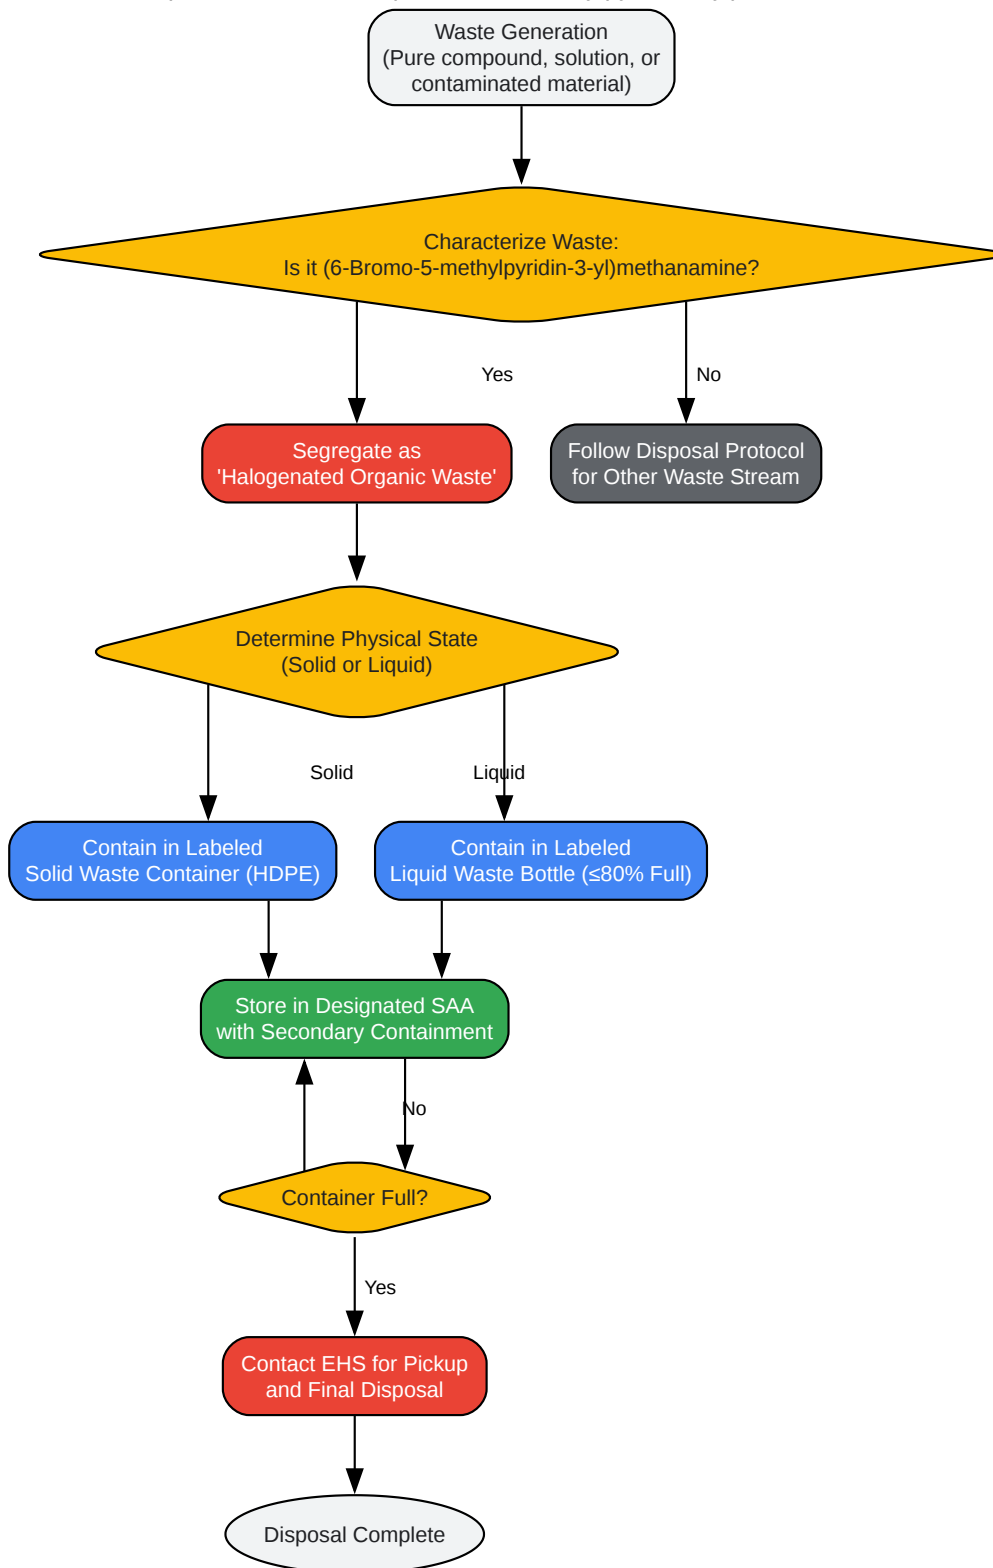 Waste Generation
(Pure compound, solution, or
contaminated material)
Characterize Waste:
Is it (6-Bromo-5-methylpyridin-3-yl)methanamine?
Yes
No
Segregate as
'Halogenated Organic Waste'
Follow Disposal Protocol
for Other Waste Stream
Determine Physical State
(Solid or Liquid)
Solid
Liquid
Contain in Labeled
Solid Waste Container (HDPE)
Contain in Labeled
Liquid Waste Bottle (≤80% Full)
Store in Designated SAA
with Secondary Containment
No
Container Full?
Yes
Contact EHS for Pickup
and Final Disposal
Disposal Complete